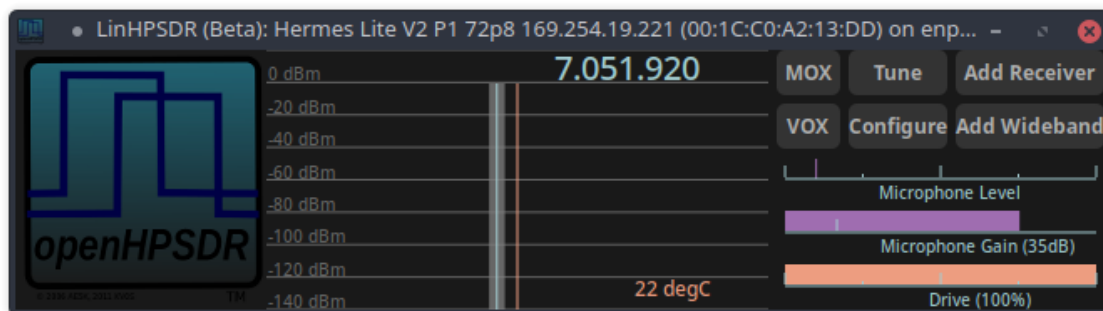 LinHPSDR (Beta): Hermes Lite V2 P1 72p8 169.254.19.221 (00:1C:C0:A2:13:DD) on enp...
openHPSDR
TM
0 dBm
-20 dBm
-40 dBm
-60 dBm
-80 dBm
-100 dBm
-120 dBm
-140 dBm
7.051.920
22 degC
MOX Tune Add Receiver
VOX Configure Add Wideband
Microphone Level
Microphone Gain (35dB)
Drive (100%)